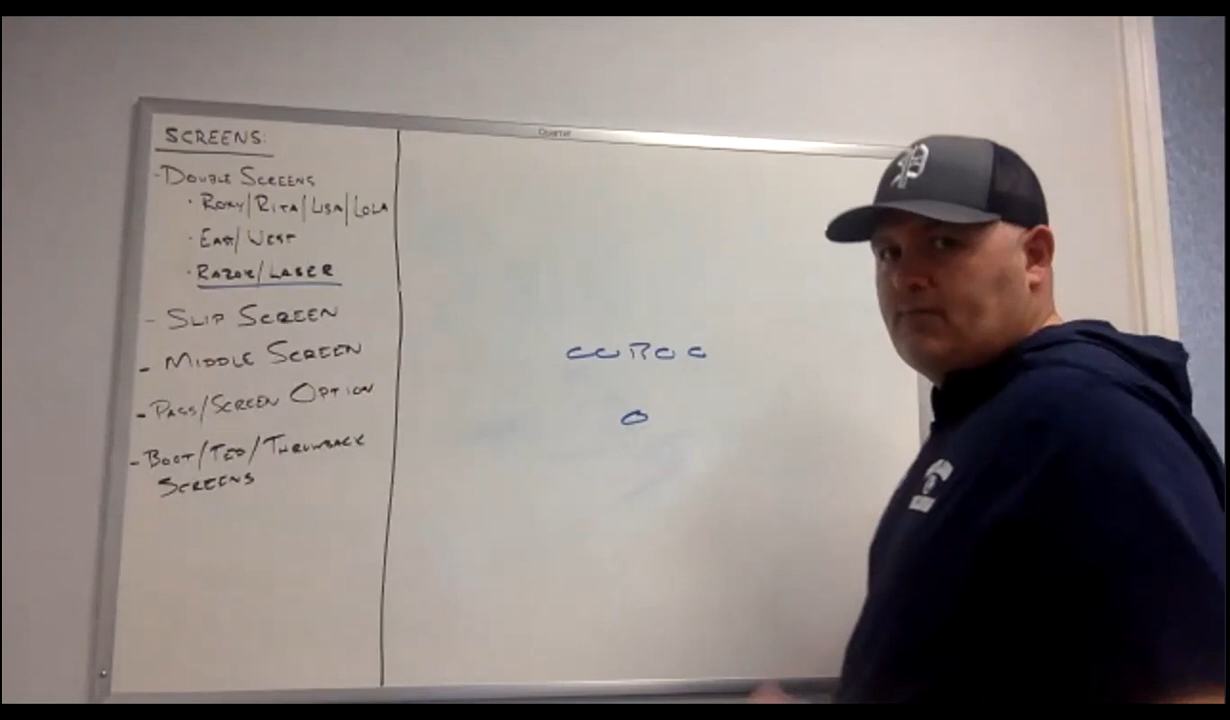 SCREENS:
- DOUBLE SCREENS
• ROXY/RITA/LISA/LOLA
• EAST/WEST
• RAZOR/LASER
- SLIP SCREEN
- MIDDLE SCREEN
- PASS/SCREEN OPTION
- BOOT/TED/THROWBACK
SCREENS
Quartet